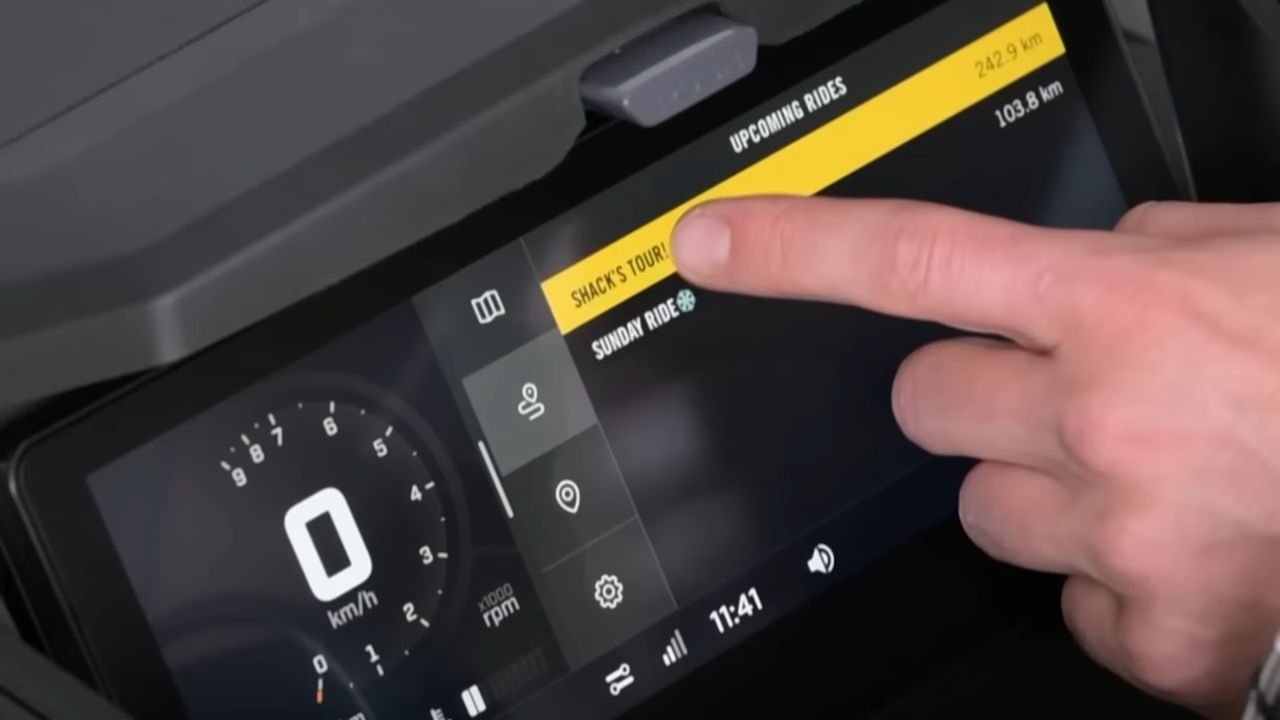 UPCOMING RIDES
SHACK'S TOUR! 242.9 km
SUNDAY RIDE 103.8 km
9 8 7 6 5 4 3 2 1 0
0
km/h
x1000
rpm
11:41